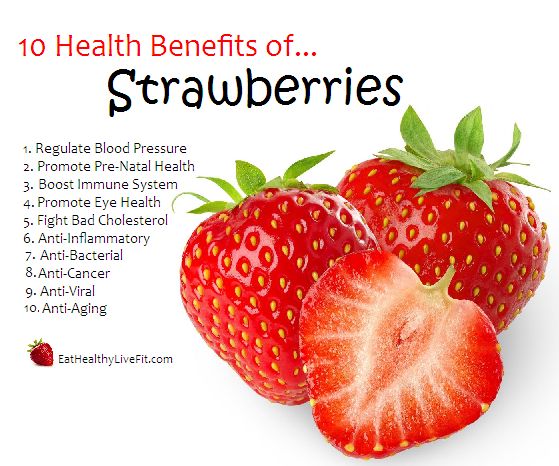 10 Health Benefits of...
Strawberries
1. Regulate Blood Pressure
2. Promote Pre-Natal Health
3. Boost Immune System
4. Promote Eye Health
5. Fight Bad Cholesterol
6. Anti-Inflammatory
7. Anti-Bacterial
8. Anti-Cancer
9. Anti-Viral
10. Anti-Aging
EatHealthyLiveFit.com